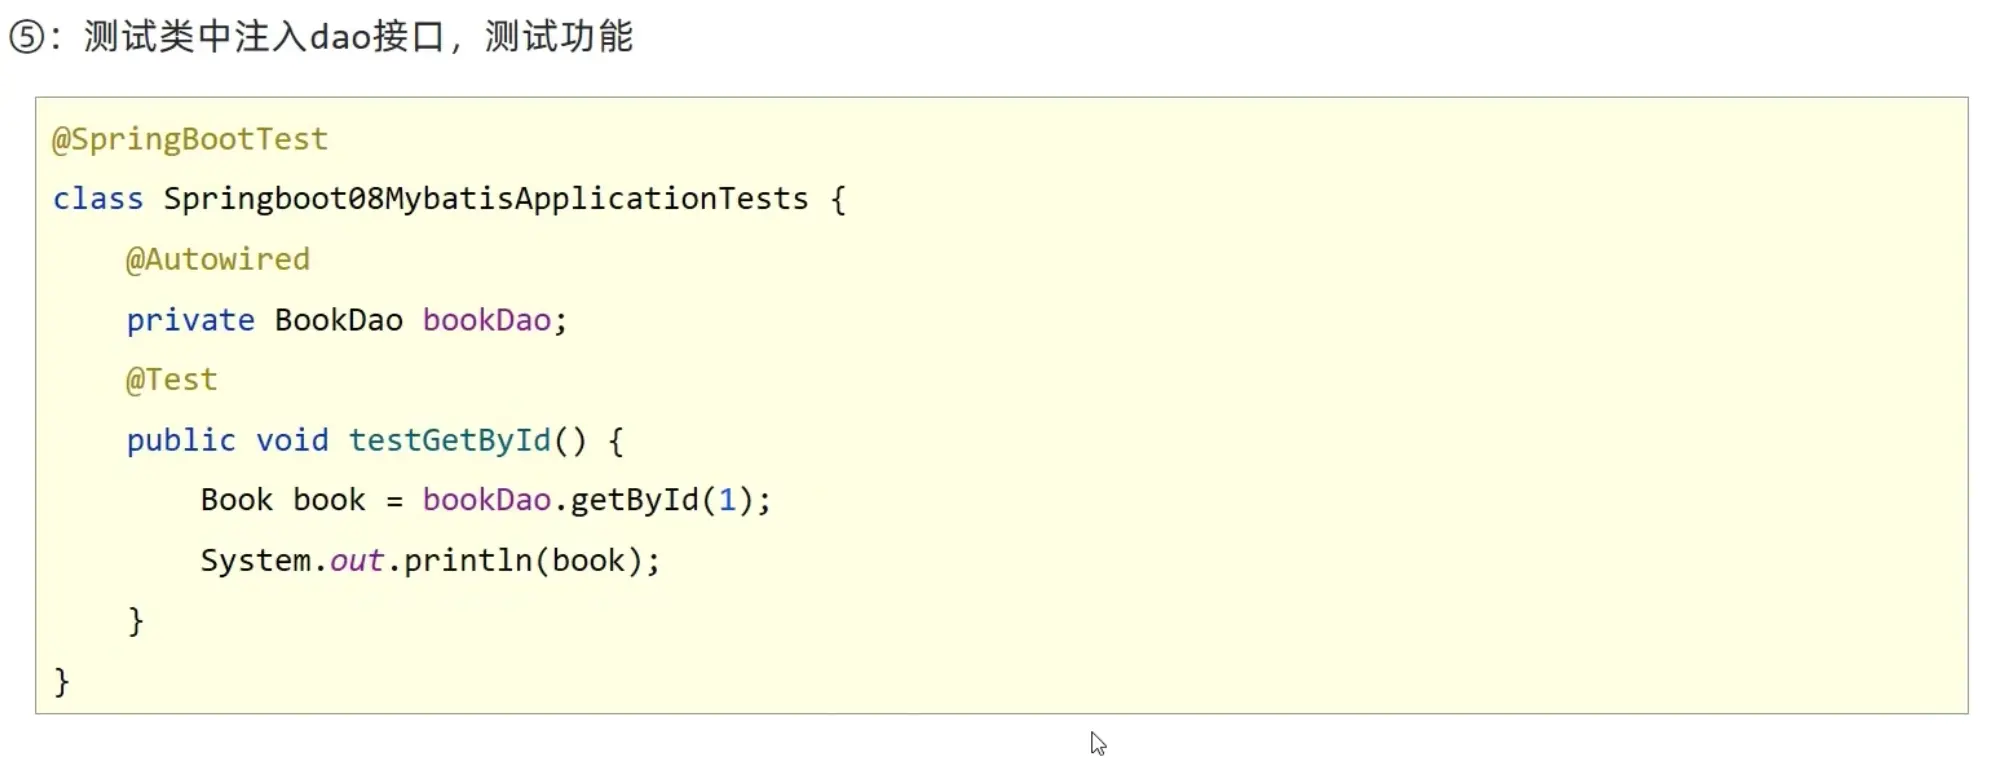 ⑤：测试类中注入dao接口，测试功能
@SpringBootTest
class Springboot08MybatisApplicationTests {
    @Autowired
    private BookDao bookDao;
    @Test
    public void testGetById() {
        Book book = bookDao.getById(1);
        System.out.println(book);
    }
}